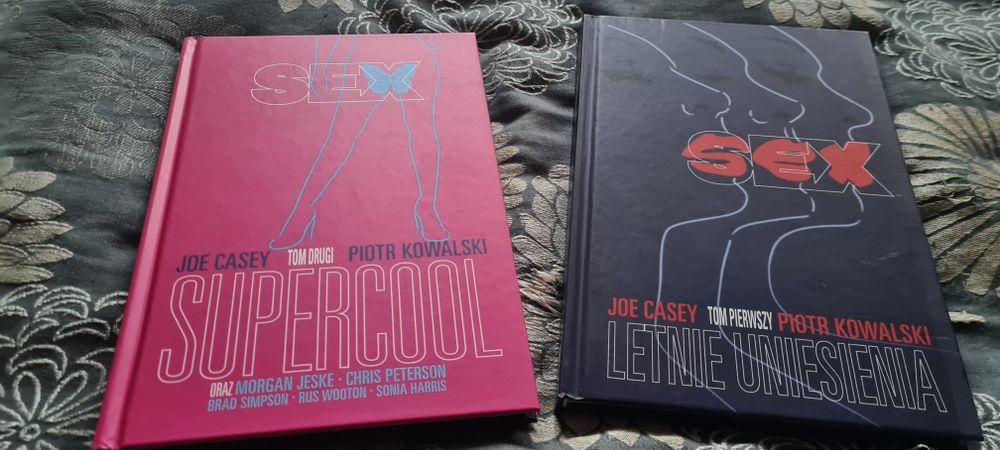 SEX
JOE CASEY TOM DRUGI PIOTR KOWALSKI
SUPERCOOL
ORAZ MORGAN JESKE · CHRIS PETERSON
BRAD SIMPSON · RUS WOOTON · SONIA HARRIS
SEX
JOE CASEY TOM PIERWSZY PIOTR KOWALSKI
LETNIE UNIESIENIA